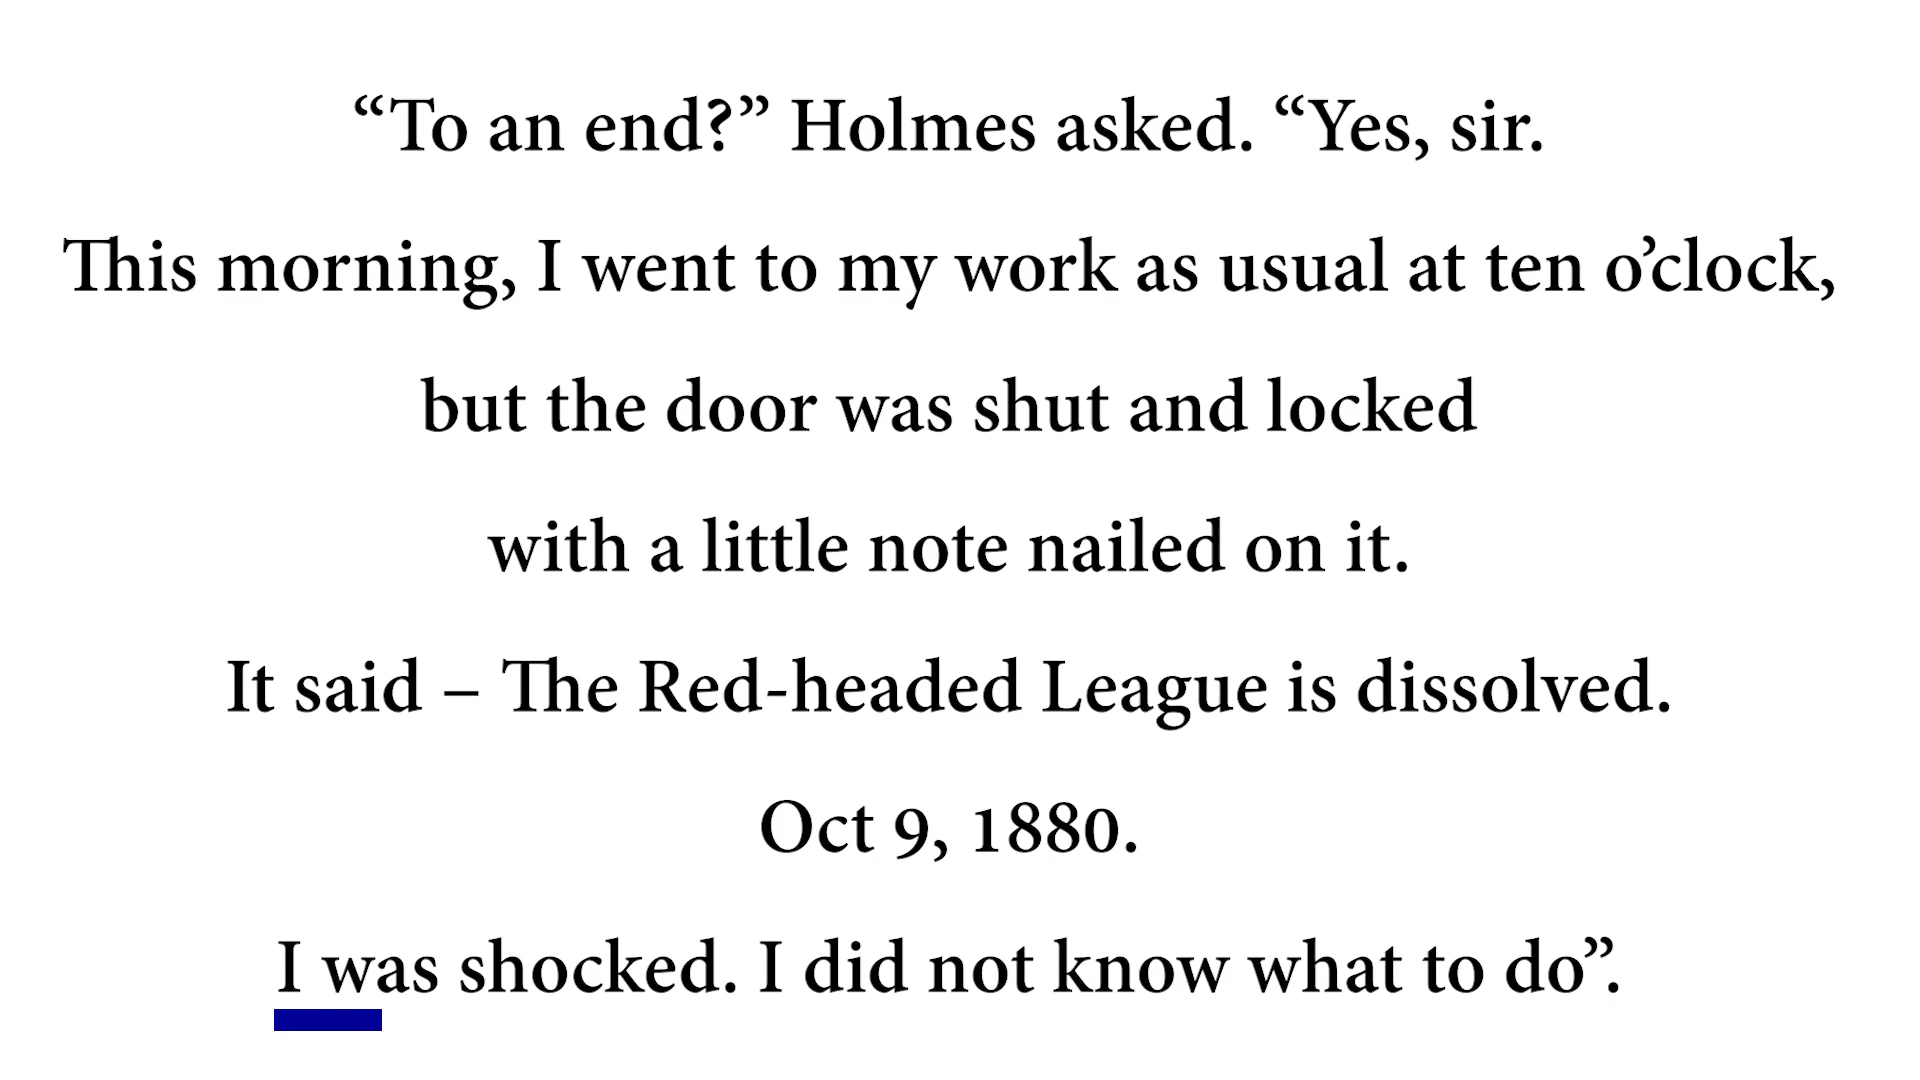 “To an end?” Holmes asked. “Yes, sir.
This morning, I went to my work as usual at ten o’clock,
but the door was shut and locked
with a little note nailed on it.
It said – The Red-headed League is dissolved.
Oct 9, 1880.
I was shocked. I did not know what to do”.